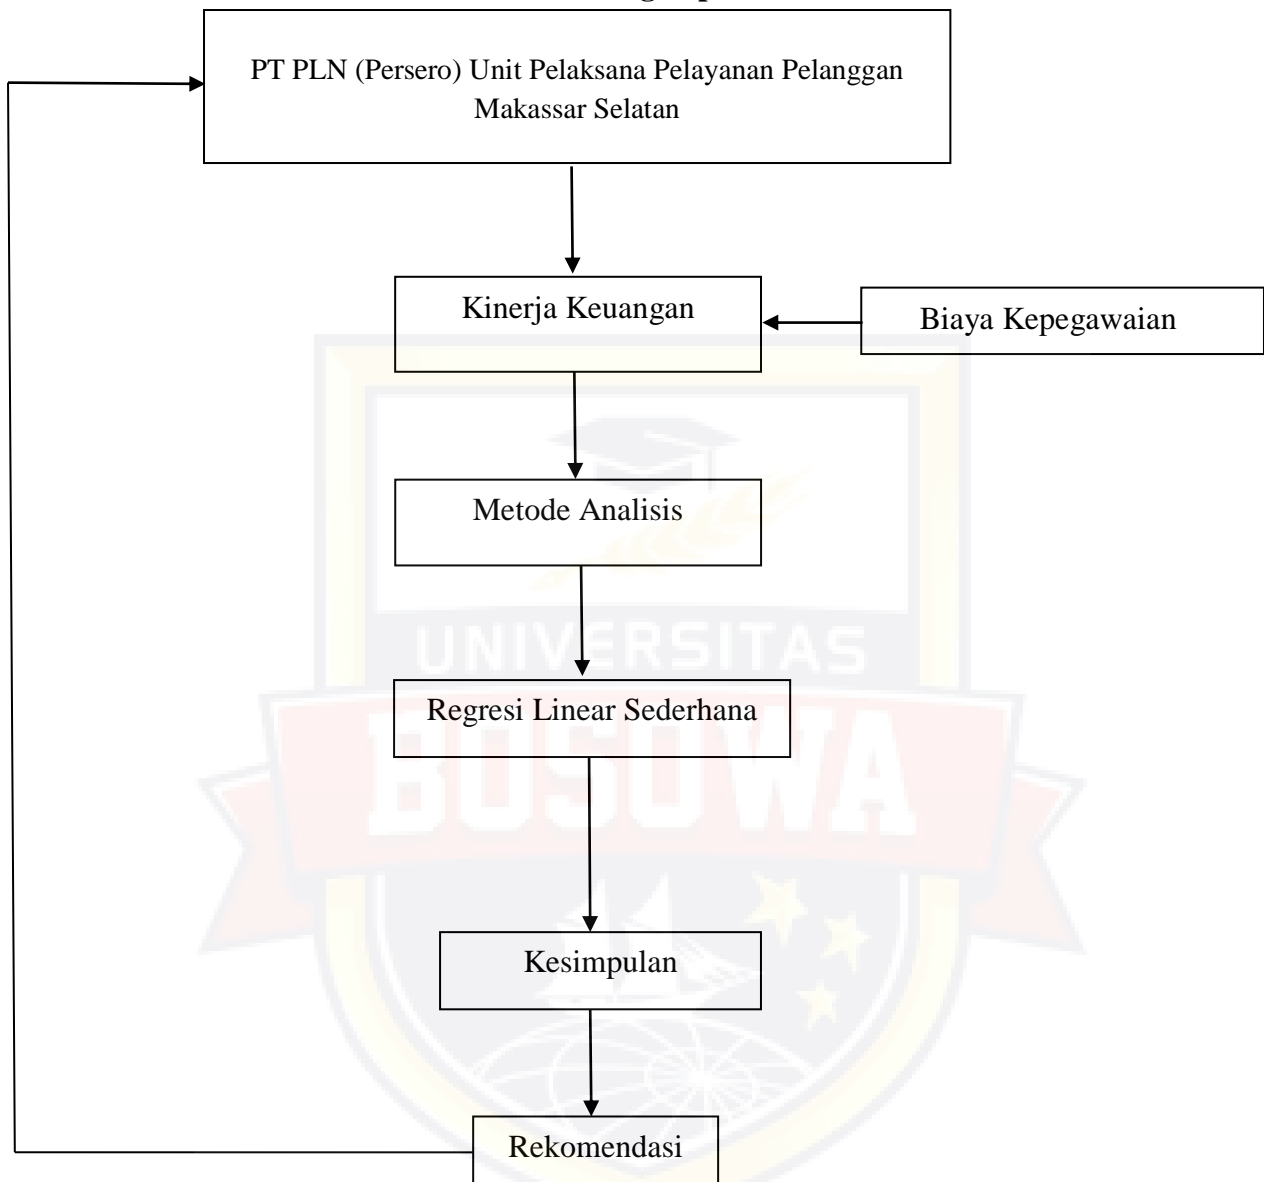 PT PLN (Persero) Unit Pelaksana Pelayanan Pelanggan
Makassar Selatan
Kinerja Keuangan
Biaya Kepegawaian
Metode Analisis
UNIVERSITAS
Regresi Linear Sederhana
BOSOWA
Kesimpulan
Rekomendasi